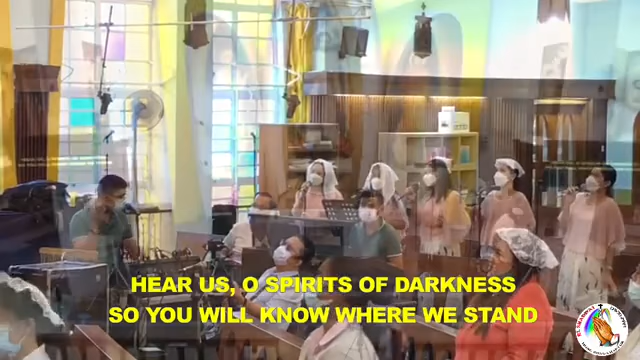 HEAR US, O SPIRITS OF DARKNESS
SO YOU WILL KNOW WHERE WE STAND